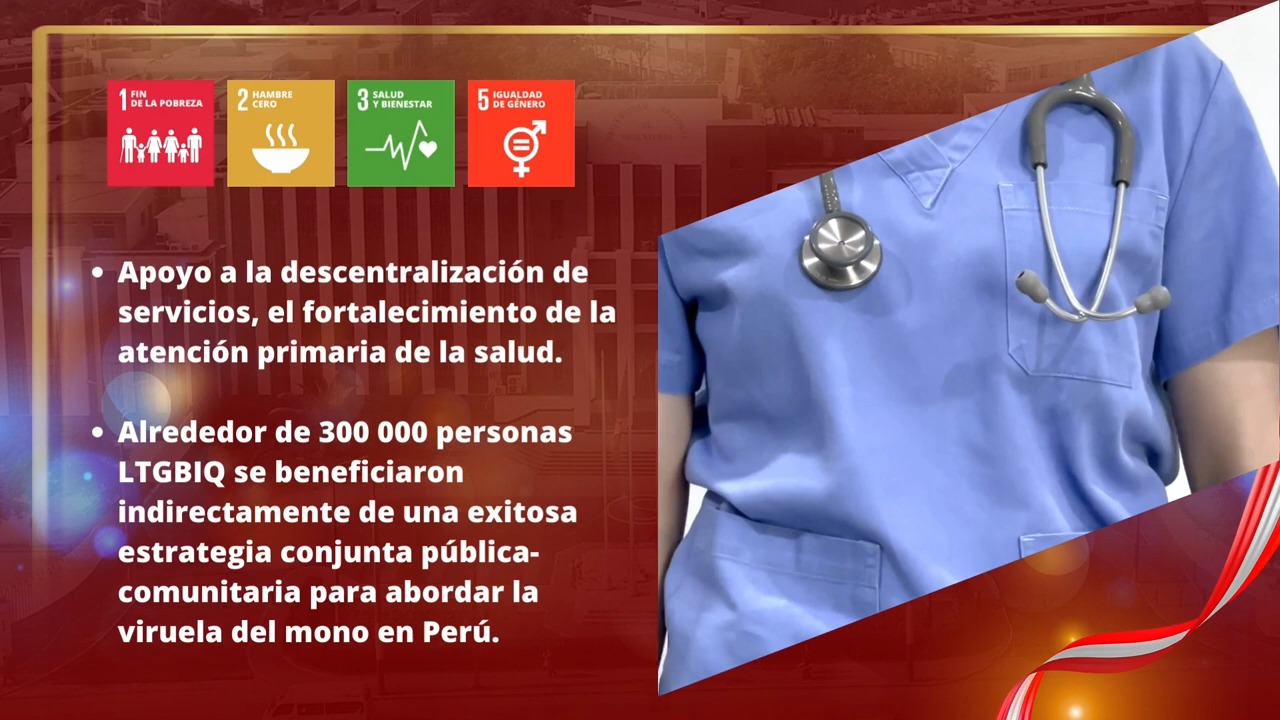 1 FIN
DE LA POBREZA
2 HAMBRE
CERO
3 SALUD
Y BIENESTAR
5 IGUALDAD
DE GÉNERO
• Apoyo a la descentralización de
servicios, el fortalecimiento de la
atención primaria de la salud.
• Alrededor de 300 000 personas
LTGBIQ se beneficiaron
indirectamente de una exitosa
estrategia conjunta pública-
comunitaria para abordar la
viruela del mono en Perú.